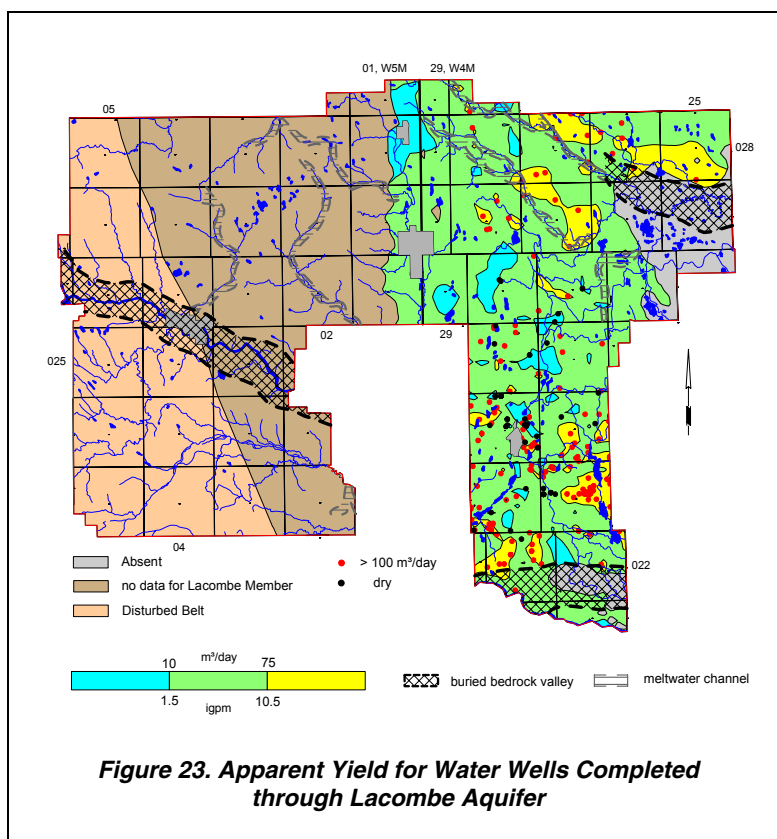 01, W5M 29, W4M
05
25
028
02
29
025
04
022
Absent
> 100 m³/day
no data for Lacombe Member
dry
Disturbed Belt
m³/day
10 75
1.5 10.5
igpm
buried bedrock valley
meltwater channel
Figure 23. Apparent Yield for Water Wells Completed
through Lacombe Aquifer